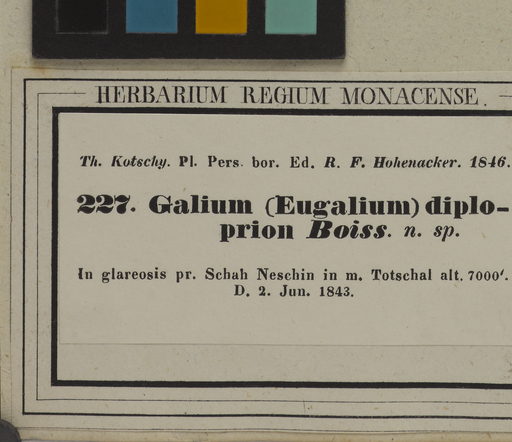 HERBARIUM REGIUM MONACENSE.
Th. Kotschy. Pl. Pers. bor. Ed. R. F. Hohenacker. 1846.
227. Galium (Eugalium) diplo-
prion Boiss. n. sp.
In glareosis pr. Schah Neschin in m. Totschal alt. 7000'.
D. 2. Jun. 1843.